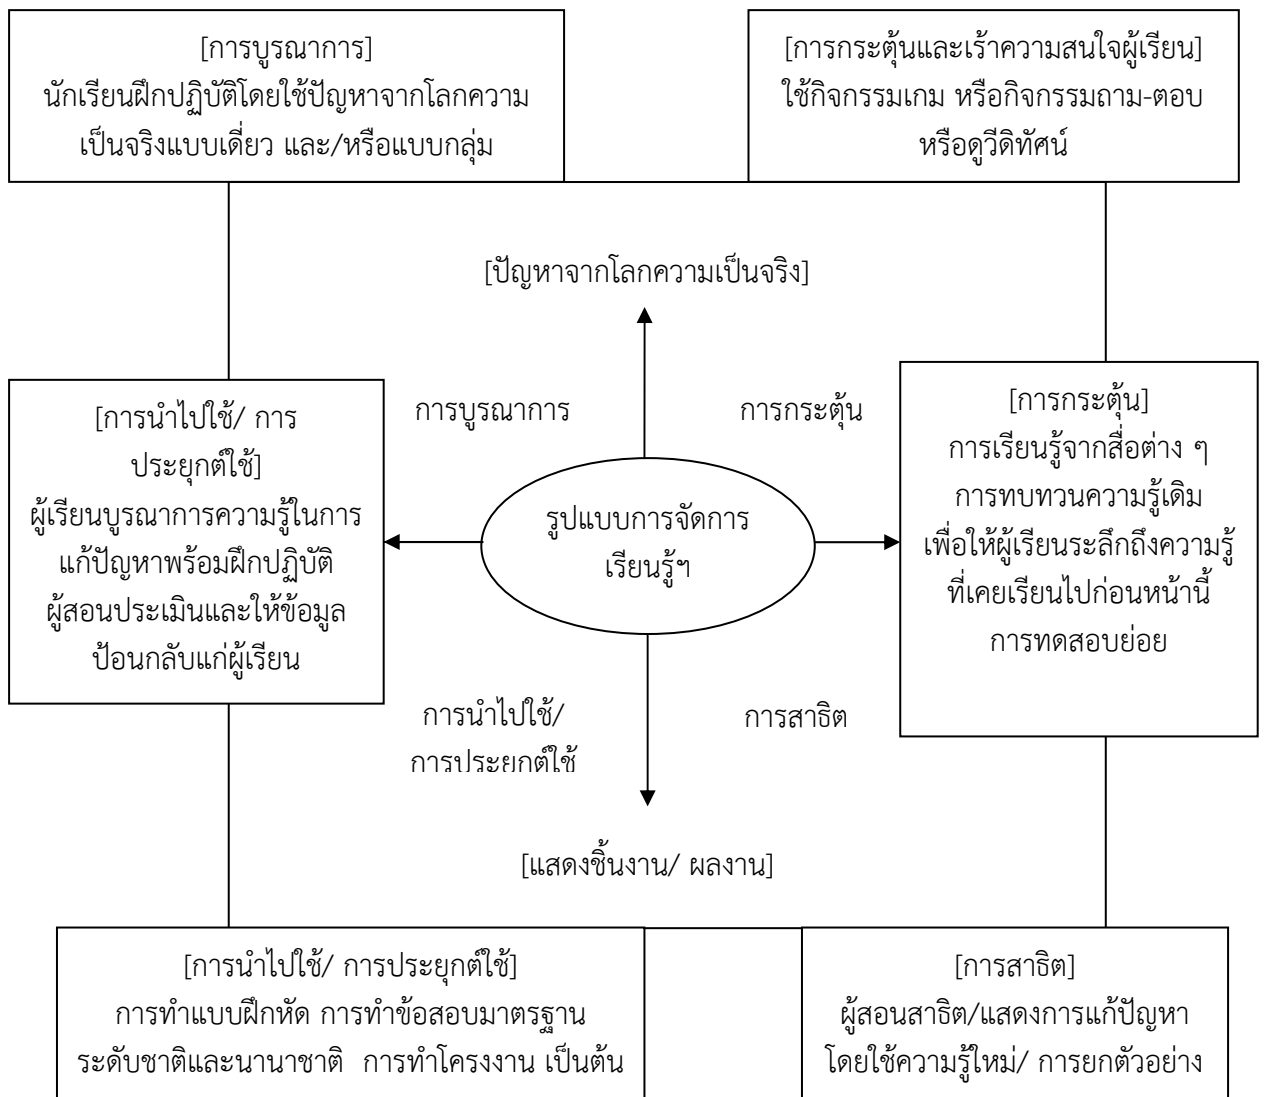 [การบูรณาการ]
นักเรียนฝึกปฏิบัติโดยใช้ปัญหาจากโลกความ
เป็นจริงแบบเดี่ยว และ/หรือแบบกลุ่ม
[การกระตุ้นและเร้าความสนใจผู้เรียน]
ใช้กิจกรรมเกม หรือกิจกรรมถาม-ตอบ
หรือดูวีดิทัศน์
[ปัญหาจากโลกความเป็นจริง]
[การนำไปใช้/ การ
ประยุกต์ใช้]
ผู้เรียนบูรณาการความรู้ในการ
แก้ปัญหาพร้อมฝึกปฏิบัติ
ผู้สอนประเมินและให้ข้อมูล
ป้อนกลับแก่ผู้เรียน
การบูรณาการ
การกระตุ้น
รูปแบบการจัดการ
เรียนรู้ฯ
[การกระตุ้น]
การเรียนรู้จากสื่อต่าง ๆ
การทบทวนความรู้เดิม
เพื่อให้ผู้เรียนระลึกถึงความรู้
ที่เคยเรียนไปก่อนหน้านี้
การทดสอบย่อย
การนำไปใช้/
การประยุกต์ใช้
การสาธิต
[แสดงชิ้นงาน/ ผลงาน]
[การนำไปใช้/ การประยุกต์ใช้]
การทำแบบฝึกหัด การทำข้อสอบมาตรฐาน
ระดับชาติและนานาชาติ  การทำโครงงาน เป็นต้น
[การสาธิต]
ผู้สอนสาธิต/แสดงการแก้ปัญหา
โดยใช้ความรู้ใหม่/ การยกตัวอย่าง